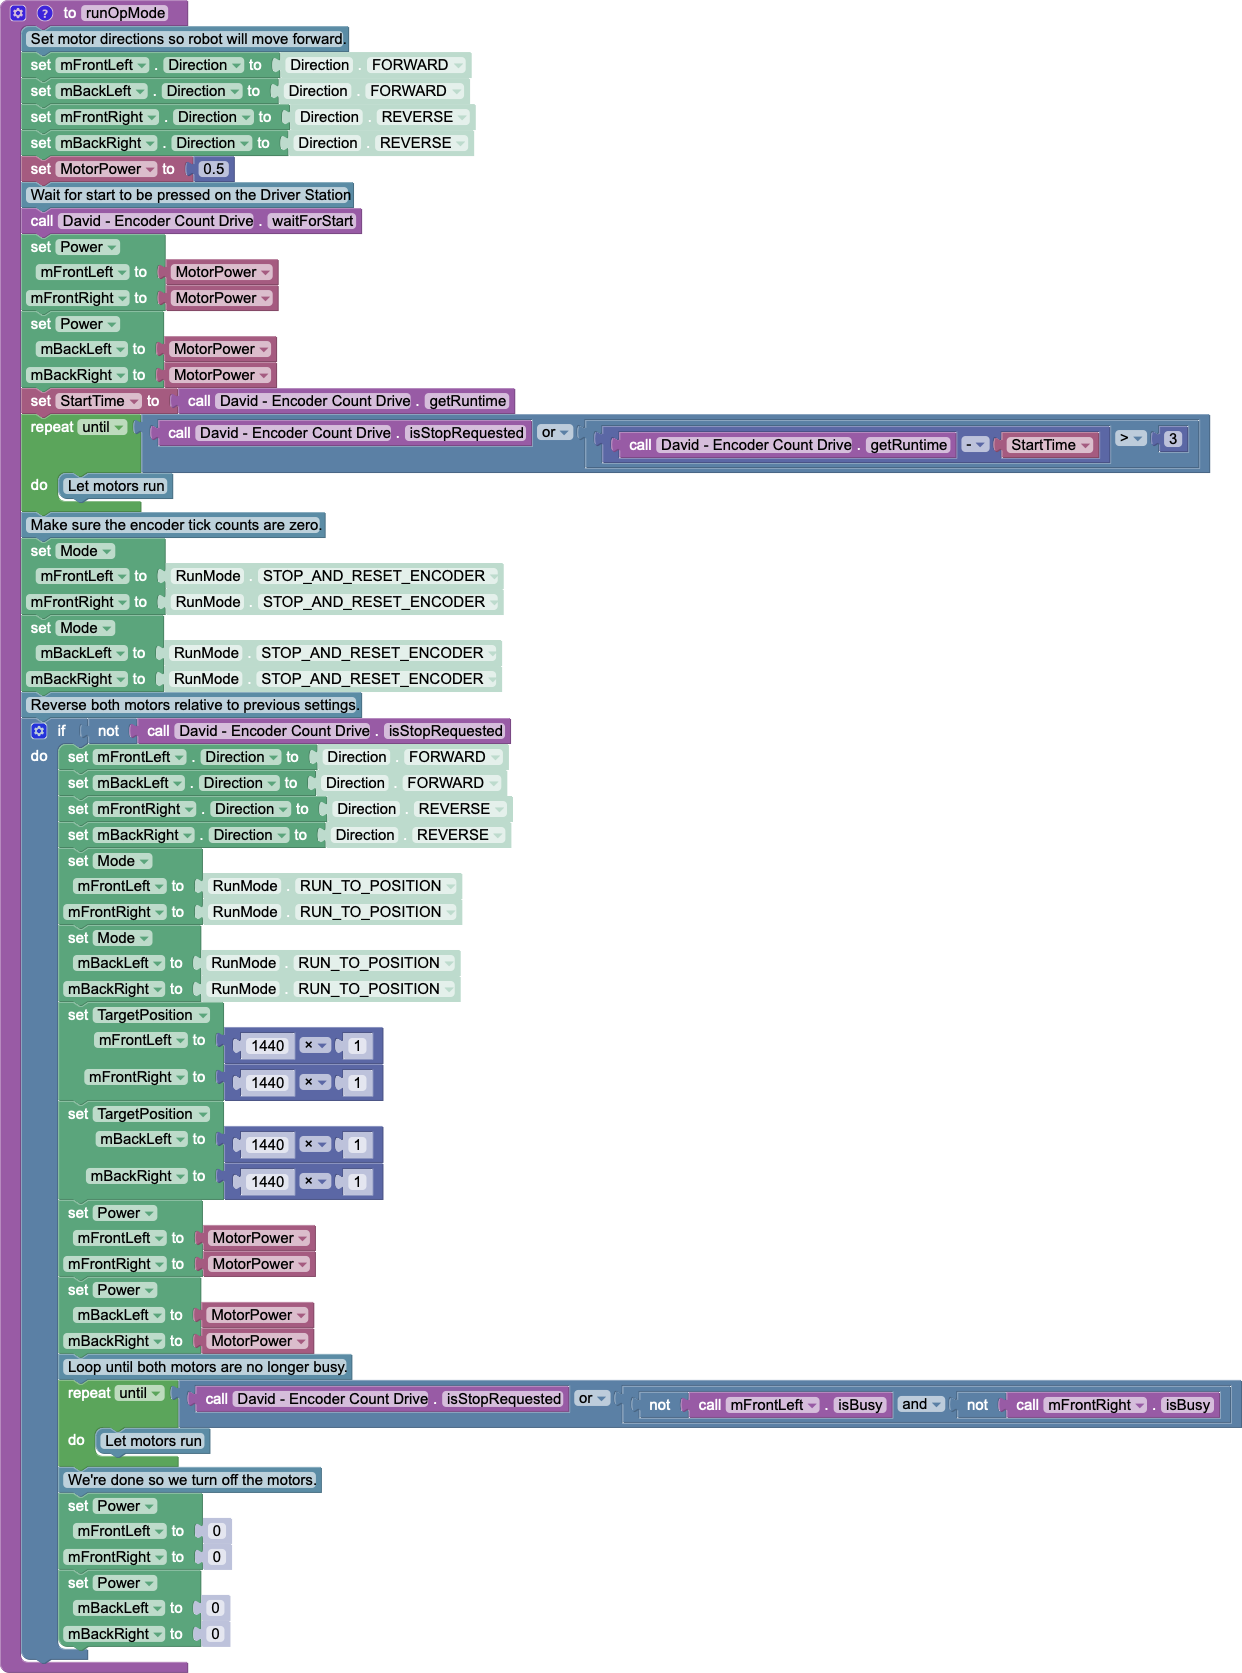 ? to runOpMode
Set motor directions so robot will move forward.
set mFrontLeft . Direction to Direction . FORWARD
set mBackLeft . Direction to Direction . FORWARD
set mFrontRight . Direction to Direction . REVERSE
set mBackRight . Direction to Direction . REVERSE
set MotorPower to 0.5
Wait for start to be pressed on the Driver Station
call David - Encoder Count Drive . waitForStart
set Power
mFrontLeft to MotorPower
mFrontRight to MotorPower
set Power
mBackLeft to MotorPower
mBackRight to MotorPower
set StartTime to call David - Encoder Count Drive . getRuntime
repeat until call David - Encoder Count Drive . isStopRequested or call David - Encoder Count Drive . getRuntime - StartTime > 3
do Let motors run
Make sure the encoder tick counts are zero.
set Mode
mFrontLeft to RunMode . STOP_AND_RESET_ENCODER
mFrontRight to RunMode . STOP_AND_RESET_ENCODER
set Mode
mBackLeft to RunMode . STOP_AND_RESET_ENCODER
mBackRight to RunMode . STOP_AND_RESET_ENCODER
Reverse both motors relative to previous settings.
if not call David - Encoder Count Drive . isStopRequested
do set mFrontLeft . Direction to Direction . FORWARD
set mBackLeft . Direction to Direction . FORWARD
set mFrontRight . Direction to Direction . REVERSE
set mBackRight . Direction to Direction . REVERSE
set Mode
mFrontLeft to RunMode . RUN_TO_POSITION
mFrontRight to RunMode . RUN_TO_POSITION
set Mode
mBackLeft to RunMode . RUN_TO_POSITION
mBackRight to RunMode . RUN_TO_POSITION
set TargetPosition
mFrontLeft to 1440 × 1
mFrontRight to 1440 × 1
set TargetPosition
mBackLeft to 1440 × 1
mBackRight to 1440 × 1
set Power
mFrontLeft to MotorPower
mFrontRight to MotorPower
set Power
mBackLeft to MotorPower
mBackRight to MotorPower
Loop until both motors are no longer busy.
repeat until call David - Encoder Count Drive . isStopRequested or not call mFrontLeft . isBusy and not call mFrontRight . isBusy
do Let motors run
We're done so we turn off the motors.
set Power
mFrontLeft to 0
mFrontRight to 0
set Power
mBackLeft to 0
mBackRight to 0